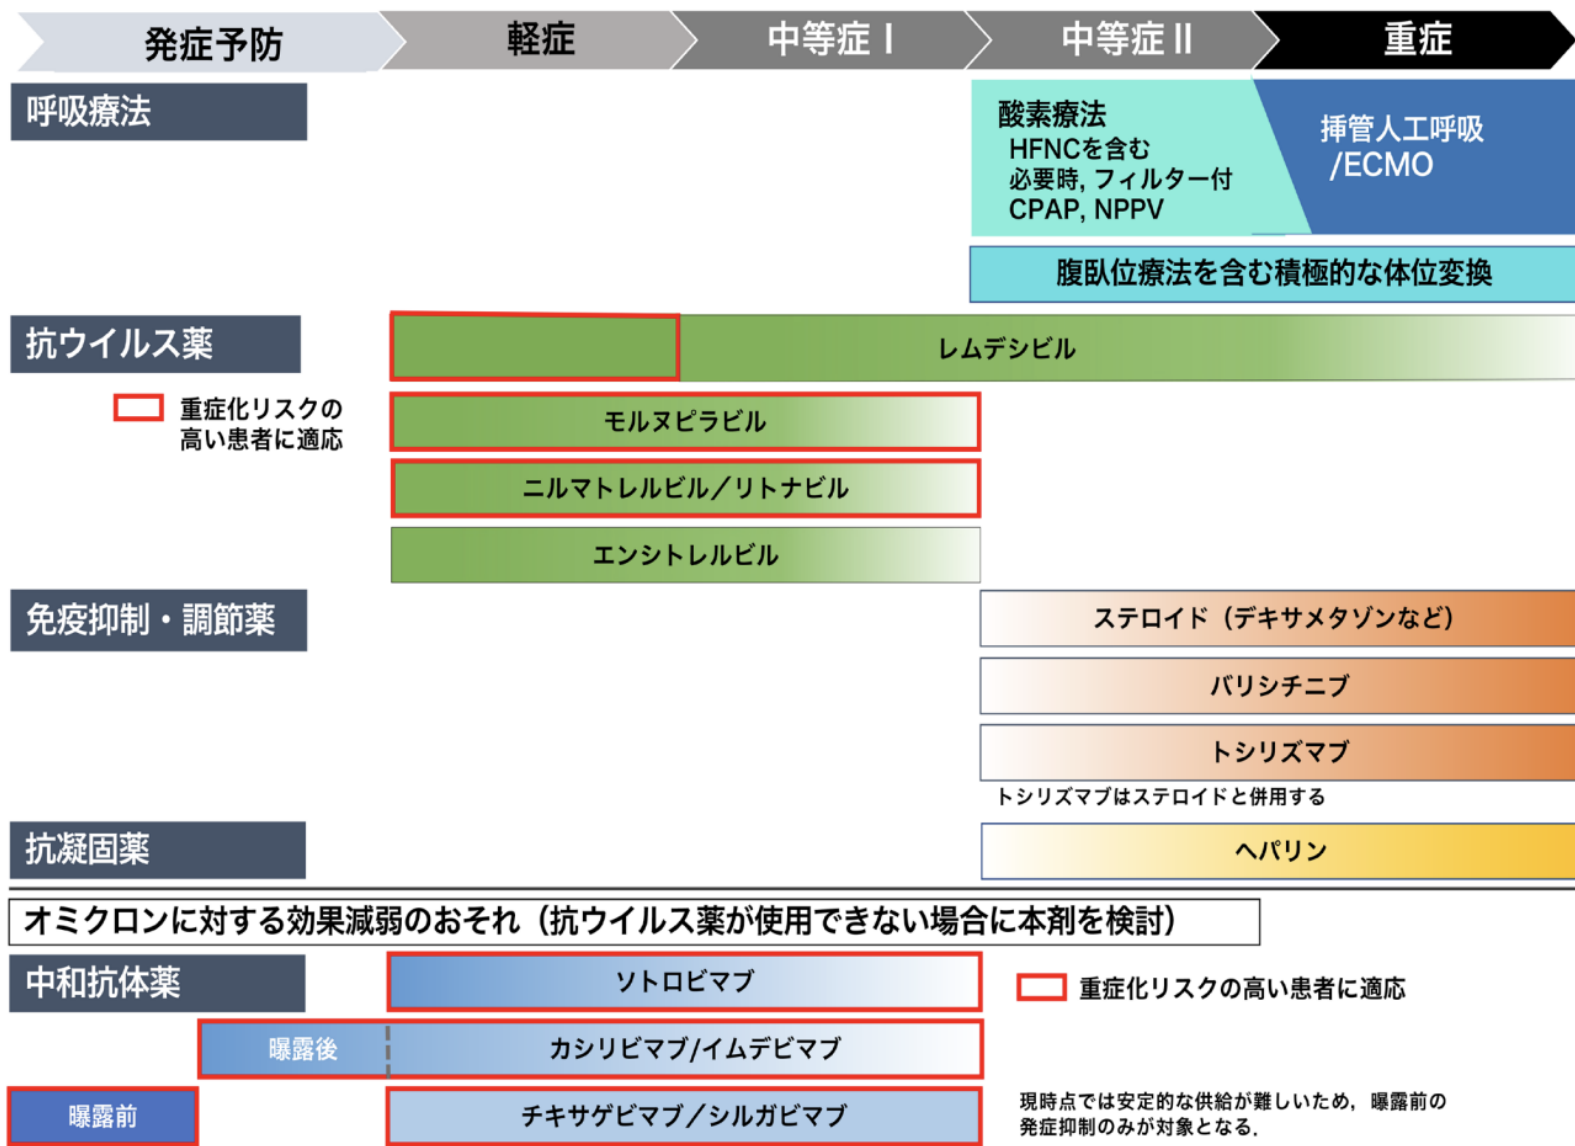 発症予防
軽症
中等症 I
中等症 II
重症
呼吸療法
酸素療法
HFNCを含む
必要時, フィルター付
CPAP, NPPV
挿管人工呼吸
/ECMO
腹臥位療法を含む積極的な体位変換
抗ウイルス薬
レムデシビル
重症化リスクの
高い患者に適応
モルヌピラビル
ニルマトレルビル／リトナビル
エンシトレルビル
免疫抑制・調節薬
ステロイド（デキサメタゾンなど）
バリシチニブ
トシリズマブ
トシリズマブはステロイドと併用する
抗凝固薬
ヘパリン
オミクロンに対する効果減弱のおそれ（抗ウイルス薬が使用できない場合に本剤を検討）
中和抗体薬
ソトロビマブ
重症化リスクの高い患者に適応
曝露後
カシリビマブ/イムデビマブ
曝露前
チキサゲビマブ／シルガビマブ
現時点では安定的な供給が難しいため，曝露前の
発症抑制のみが対象となる．